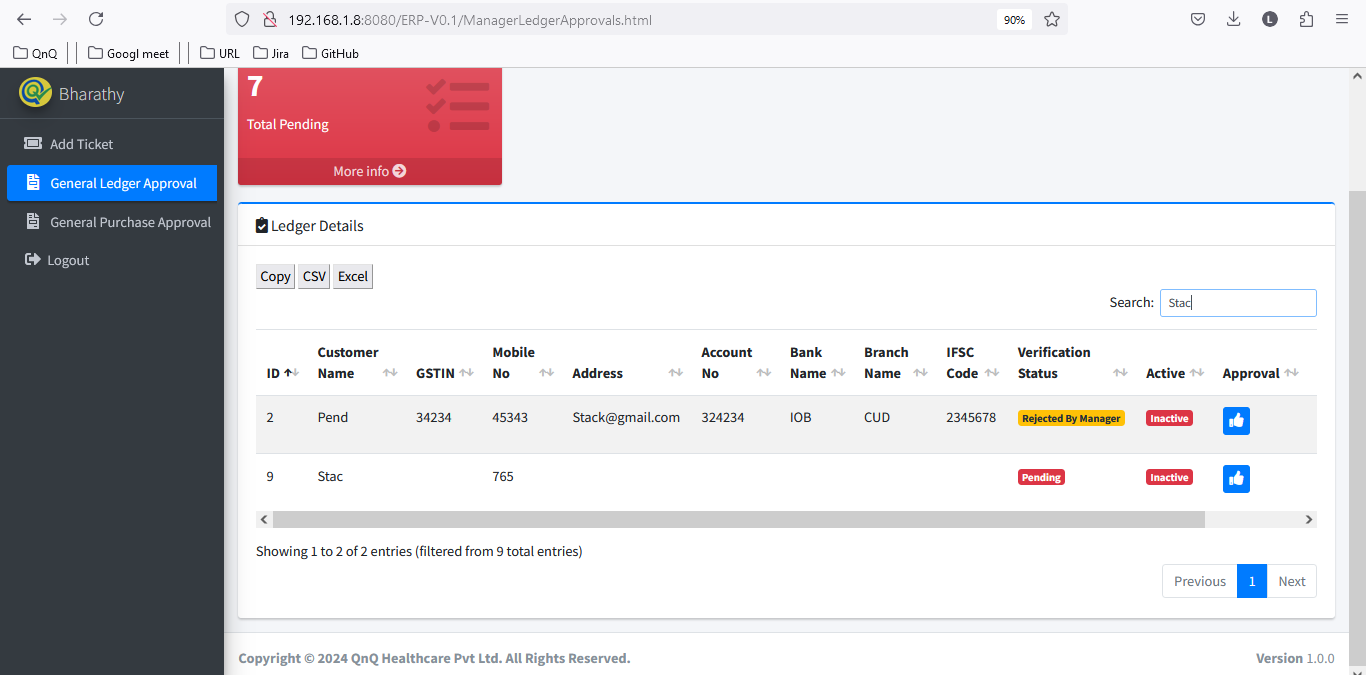 192.168.1.8:8080/ERP-V0.1/ManagerLedgerApprovals.html 90% L
QnQ Googl meet URL Jira GitHub
Bharathy
Add Ticket
General Ledger Approval
General Purchase Approval
Logout
7
Total Pending
More info
Ledger Details
Copy CSV Excel
Search: Stac
ID Customer Name GSTIN Mobile No Address Account No Bank Name Branch Name IFSC Code Verification Status Active Approval
2 Pend 34234 45343 Stack@gmail.com 324234 IOB CUD 2345678 Rejected By Manager Inactive
9 Stac 765 Pending Inactive
Showing 1 to 2 of 2 entries (filtered from 9 total entries)
Previous 1 Next
Copyright © 2024 QnQ Healthcare Pvt Ltd. All Rights Reserved. Version 1.0.0